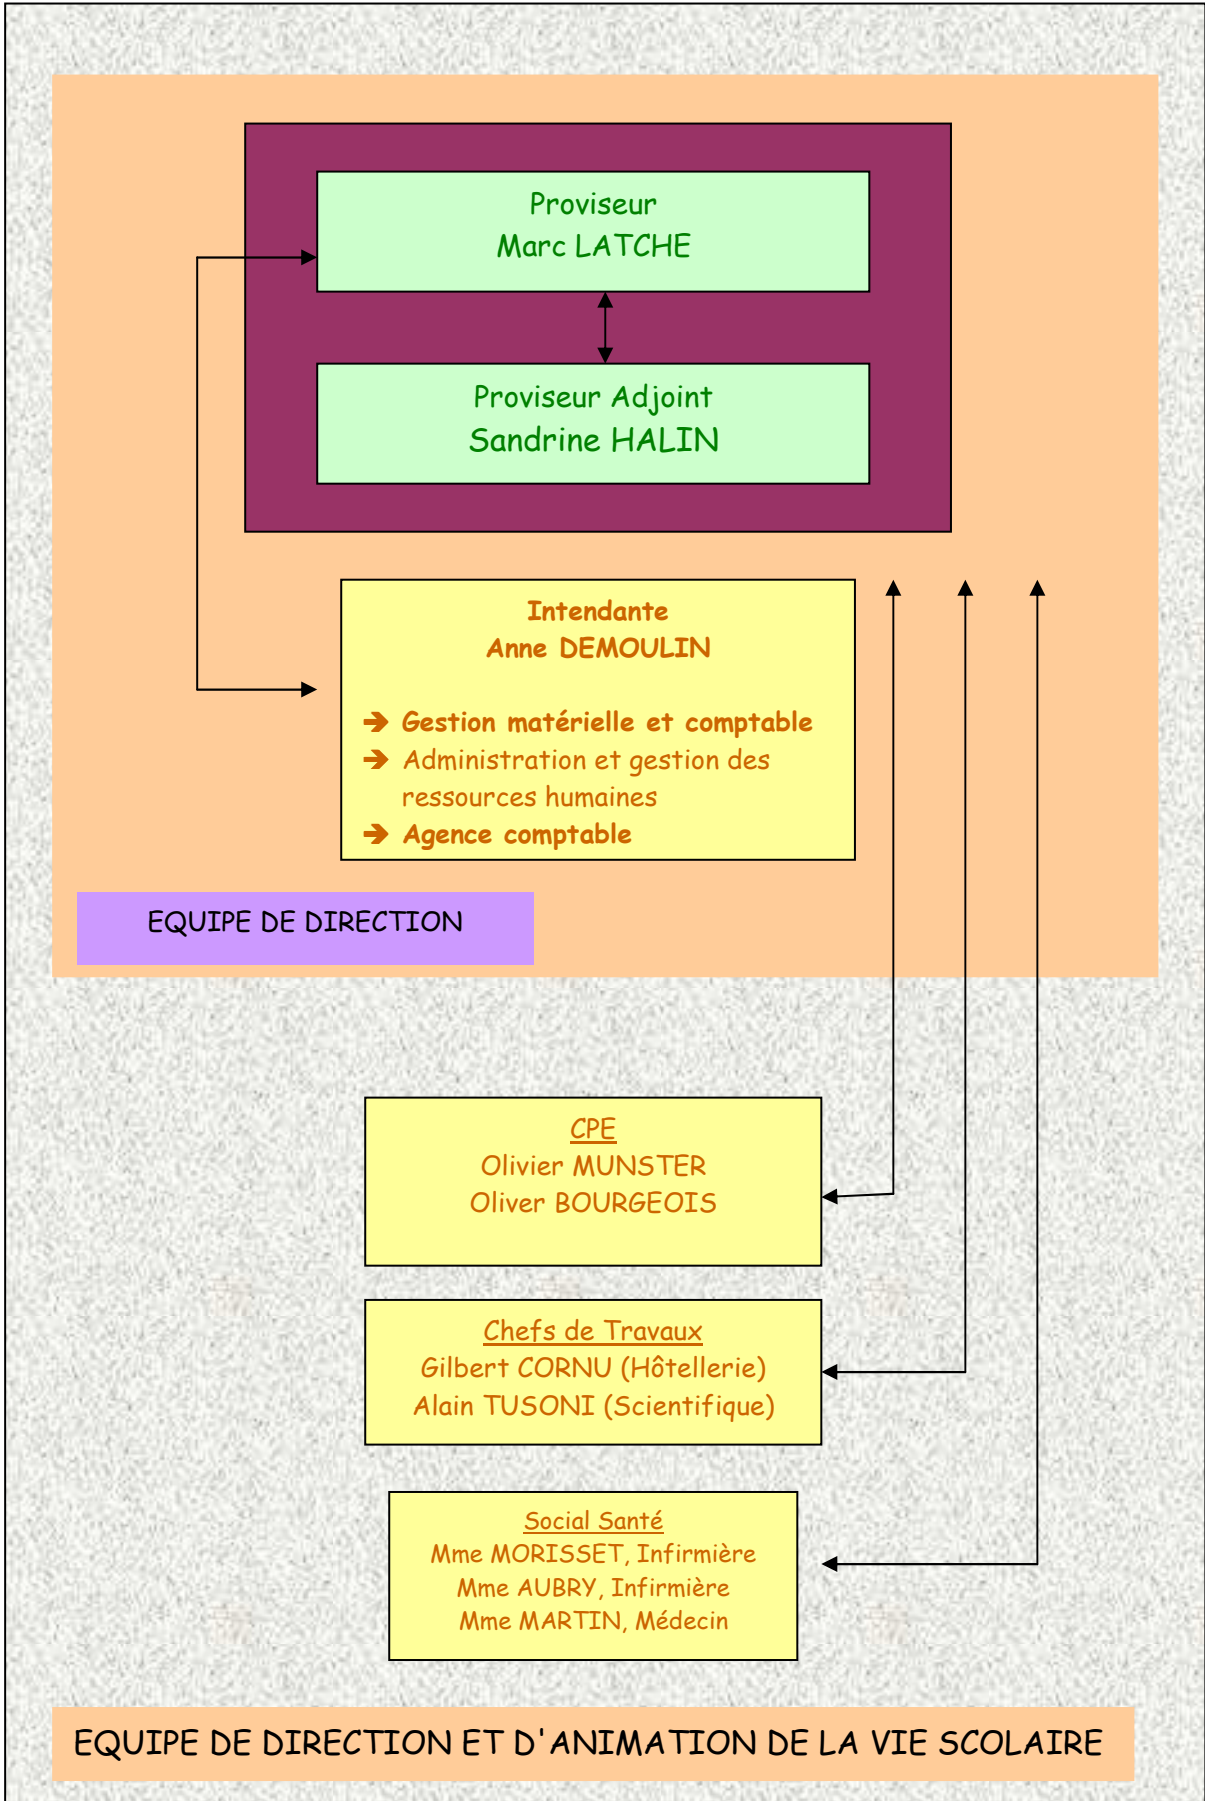 Proviseur
Marc LATCHE
Proviseur Adjoint
Sandrine HALIN
Intendante
Anne DEMOULIN
➔ Gestion matérielle et comptable
➔ Administration et gestion des
ressources humaines
➔ Agence comptable
EQUIPE DE DIRECTION
CPE
Olivier MUNSTER
Oliver BOURGEOIS
Chefs de Travaux
Gilbert CORNU (Hôtellerie)
Alain TUSONI (Scientifique)
Social Santé
Mme MORISSET, Infirmière
Mme AUBRY, Infirmière
Mme MARTIN, Médecin
EQUIPE DE DIRECTION ET D'ANIMATION DE LA VIE SCOLAIRE